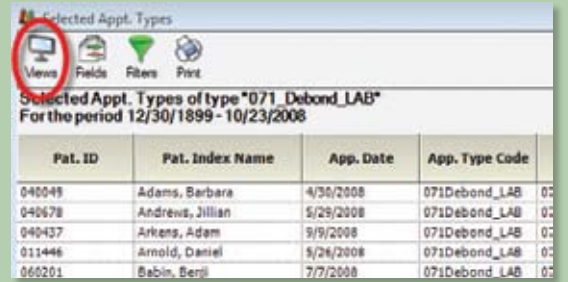 Selected Appt. Types
Views Fields Filters Print
Selected Appt. Types of type "071_Debond_LAB"
For the period 12/30/1899 - 10/23/2008
Pat. ID Pat. Index Name App. Date App. Type Code
040049 Adams, Barbara 4/30/2008 071Debond_LAB
040678 Andrews, Jillian 5/29/2008 071Debond_LAB
040437 Arkens, Adam 9/9/2008 071Debond_LAB
011446 Arnold, Daniel 5/26/2008 071Debond_LAB
060201 Babin, Benji 7/7/2008 071Debond_LAB